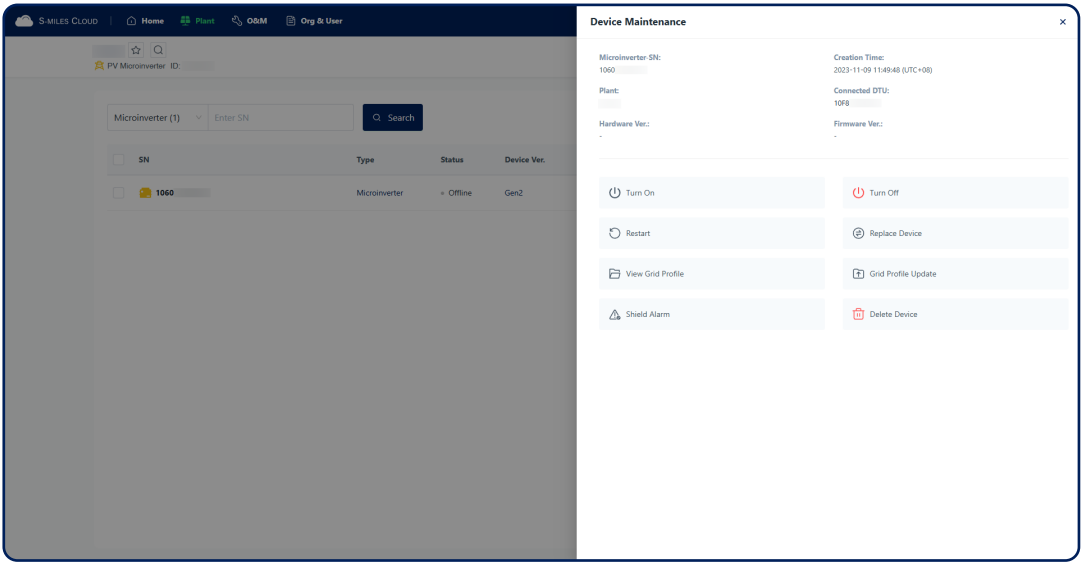 S-MILES CLOUD
Home
Plant
O&M
Org & User
PV Microinverter ID:
Microinverter (1)
Enter SN
Search
SN Type Status Device Ver.
1060 Microinverter Offline Gen2
Device Maintenance
×
Microinverter SN: Creation Time:
1060 2023-11-09 11:49:48 (UTC+08)
Plant: Connected DTU:
10F8
Hardware Ver.: Firmware Ver.:
- -
Turn On Turn Off
Restart Replace Device
View Grid Profile Grid Profile Update
Shield Alarm Delete Device